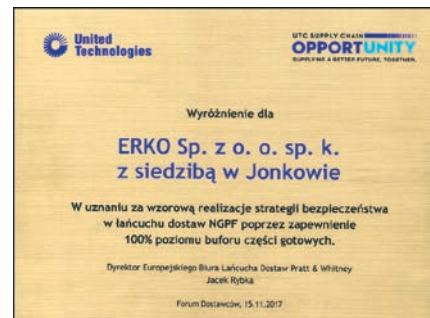 United
Technologies
UTC SUPPLY CHAIN
OPPORTUNITY
SUPPLYING A BETTER FUTURE, TOGETHER.
Wyróżnienie dla
ERKO Sp. z o. o. sp. k.
z siedzibą w Jonkowie
W uznaniu za wzorową realizacje strategii bezpieczeństwa
w łańcuchu dostaw NGPF poprzez zapewnienie
100% poziomu buforu części gotowych.
Dyrektor Europejskiego Biura Łańcucha Dostaw Pratt & Whitney
Jacek Rybka
Forum Dostawców, 15.11.2017